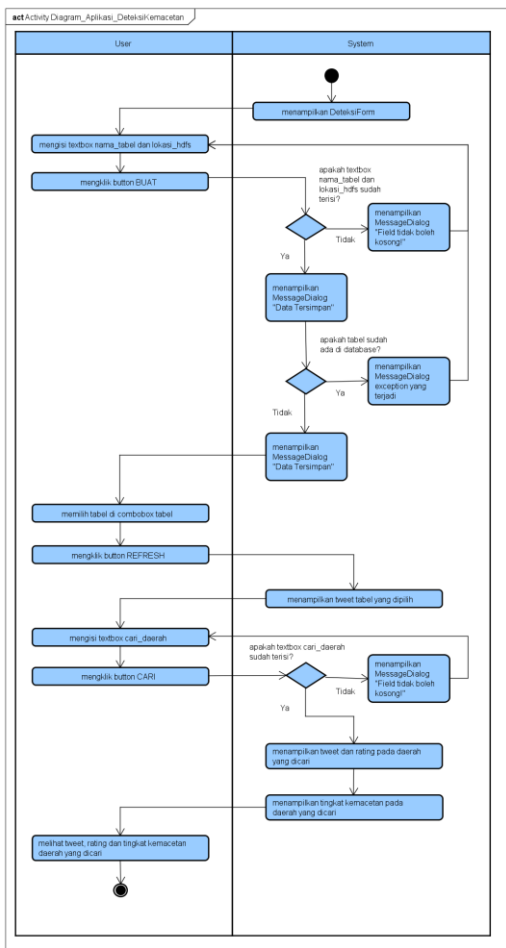 act Activity Diagram_Aplikasi_DeteksiKemacetan
User
System
menampilkan DeteksiForm
mengisi textbox nama_tabel dan lokasi_hdfs
mengklik button BUAT
apakah textbox
nama_tabel dan
lokasi_hdfs sudah
terisi?
Tidak
menampilkan
MessageDialog
"Field tidak boleh
kosong!"
Ya
menampilkan
MessageDialog
"Data Tersimpan"
apakah tabel sudah
ada di database?
Ya
menampilkan
MessageDialog
exception yang
terjadi
Tidak
menampilkan
MessageDialog
"Data Tersimpan"
memilih tabel di combobox tabel
mengklik button REFRESH
menampilkan tweet tabel yang dipilih
mengisi textbox cari_daerah
mengklik button CARI
apakah textbox cari_daerah
sudah terisi?
Tidak
menampilkan
MessageDialog
"Field tidak boleh
kosong!"
Ya
menampilkan tweet dan rating pada daerah
yang dicari
menampilkan tingkat kemacetan pada
daerah yang dicari
melihat tweet, rating dan tingkat kemacetan
daerah yang dicari